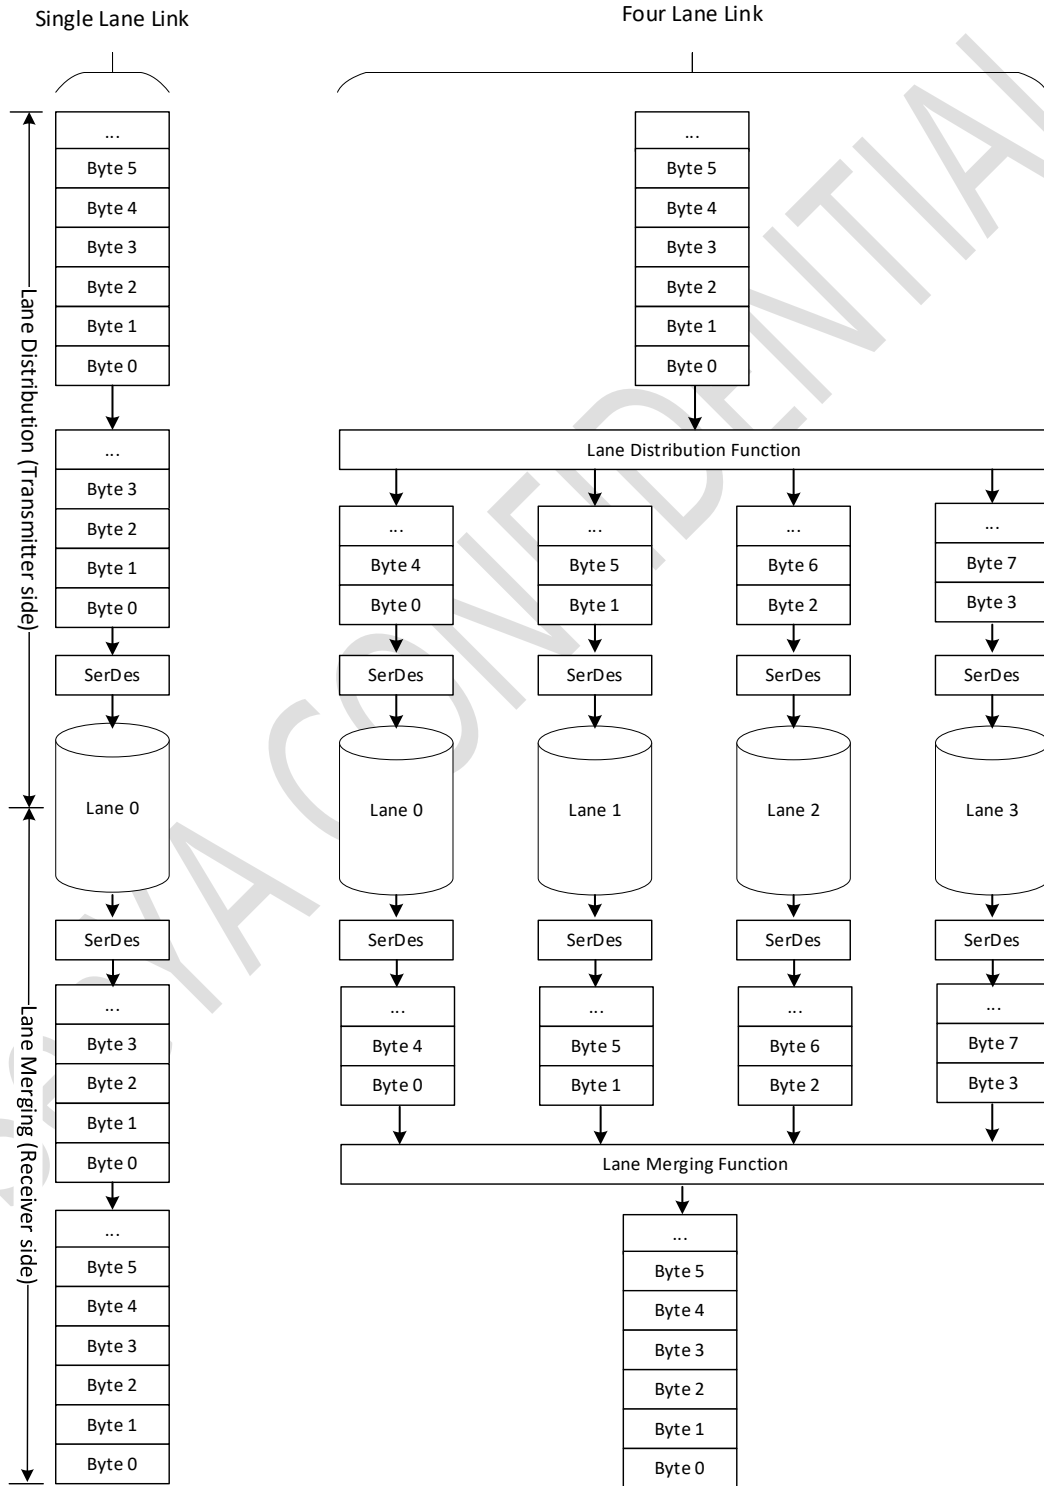 Single Lane Link
Four Lane Link
...
Byte 5
Byte 4
Byte 3
Byte 2
Byte 1
Byte 0
...
Byte 5
Byte 4
Byte 3
Byte 2
Byte 1
Byte 0
Lane Distribution (Transmitter side)
...
Byte 3
Byte 2
Byte 1
Byte 0
SerDes
Lane 0
Lane Distribution Function
...
Byte 4
Byte 0
...
Byte 5
Byte 1
...
Byte 6
Byte 2
...
Byte 7
Byte 3
SerDes
SerDes
SerDes
SerDes
Lane 0
Lane 1
Lane 2
Lane 3
Lane Merging (Receiver side)
SerDes
...
Byte 3
Byte 2
Byte 1
Byte 0
...
Byte 5
Byte 4
Byte 3
Byte 2
Byte 1
Byte 0
SerDes
SerDes
SerDes
SerDes
...
Byte 4
Byte 0
...
Byte 5
Byte 1
...
Byte 6
Byte 2
...
Byte 7
Byte 3
Lane Merging Function
...
Byte 5
Byte 4
Byte 3
Byte 2
Byte 1
Byte 0
CONFIDENTIAL